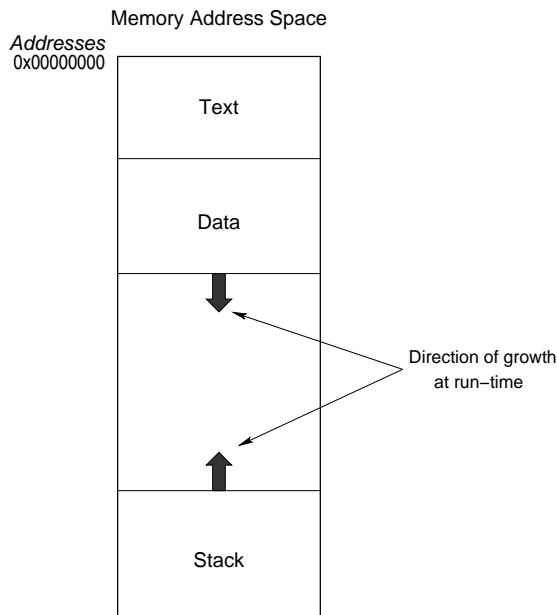 Memory Address Space
Addresses
0x00000000
Text
Data
Direction of growth
at run−time
Stack